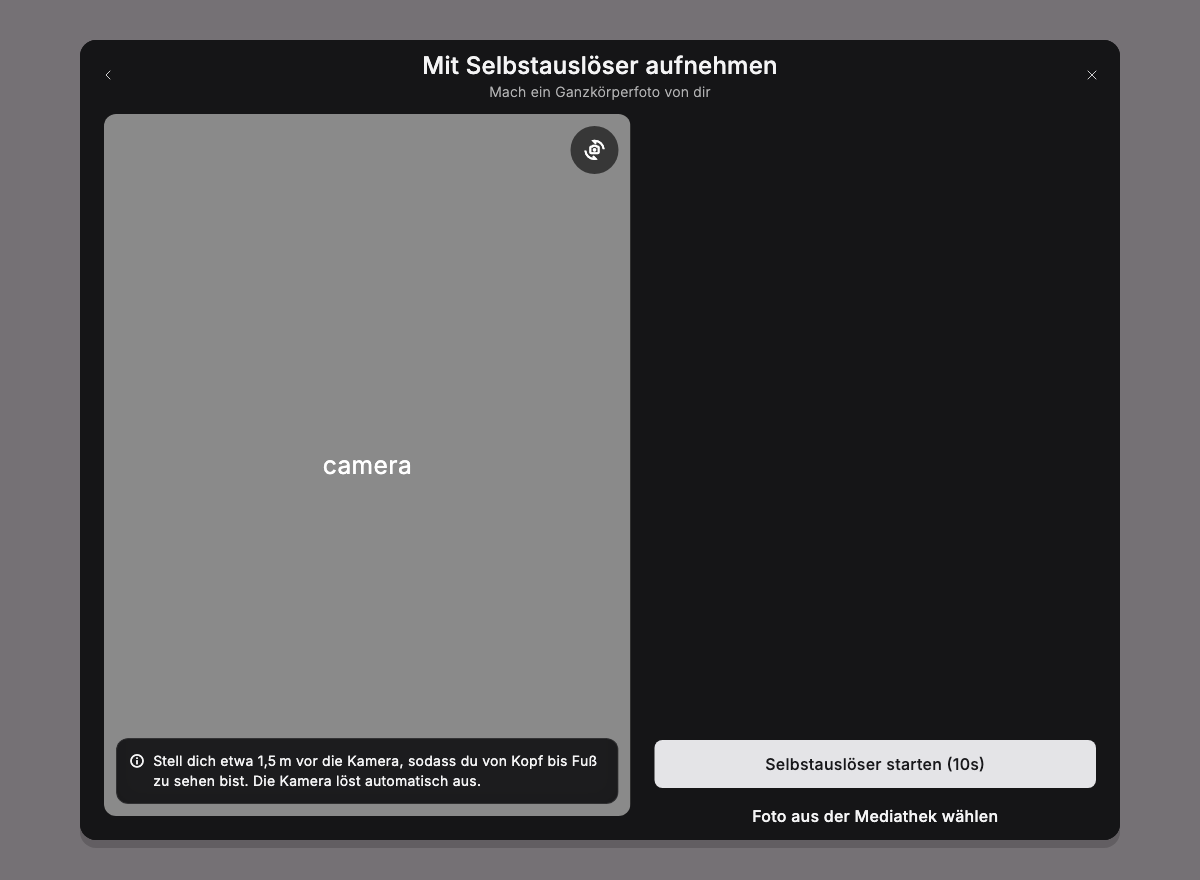 Mit Selbstauslöser aufnehmen
Mach ein Ganzkörperfoto von dir
camera
Stell dich etwa 1,5 m vor die Kamera, sodass du von Kopf bis Fuß
zu sehen bist. Die Kamera löst automatisch aus.
Selbstauslöser starten (10s)
Foto aus der Mediathek wählen